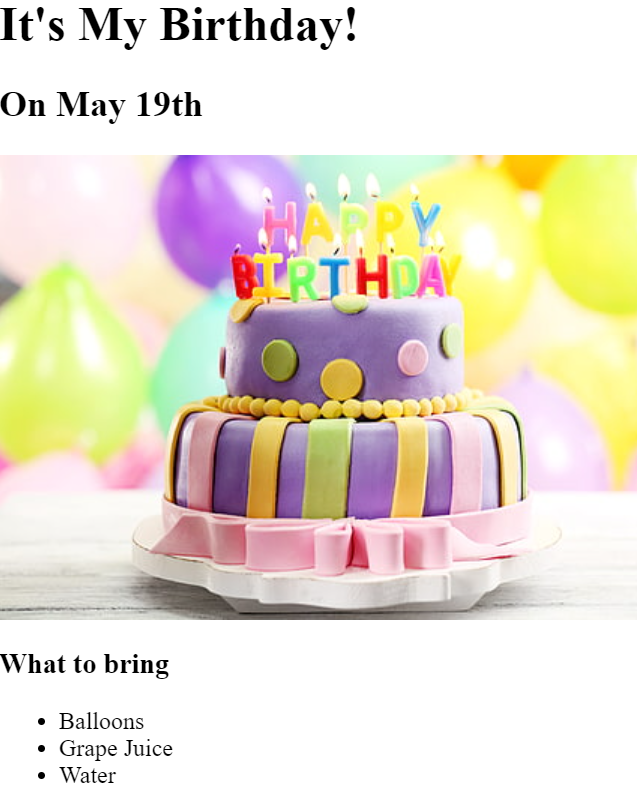 It's My Birthday!
On May 19th
HAPPY
BIRTHDAY
What to bring
Balloons
Grape Juice
Water